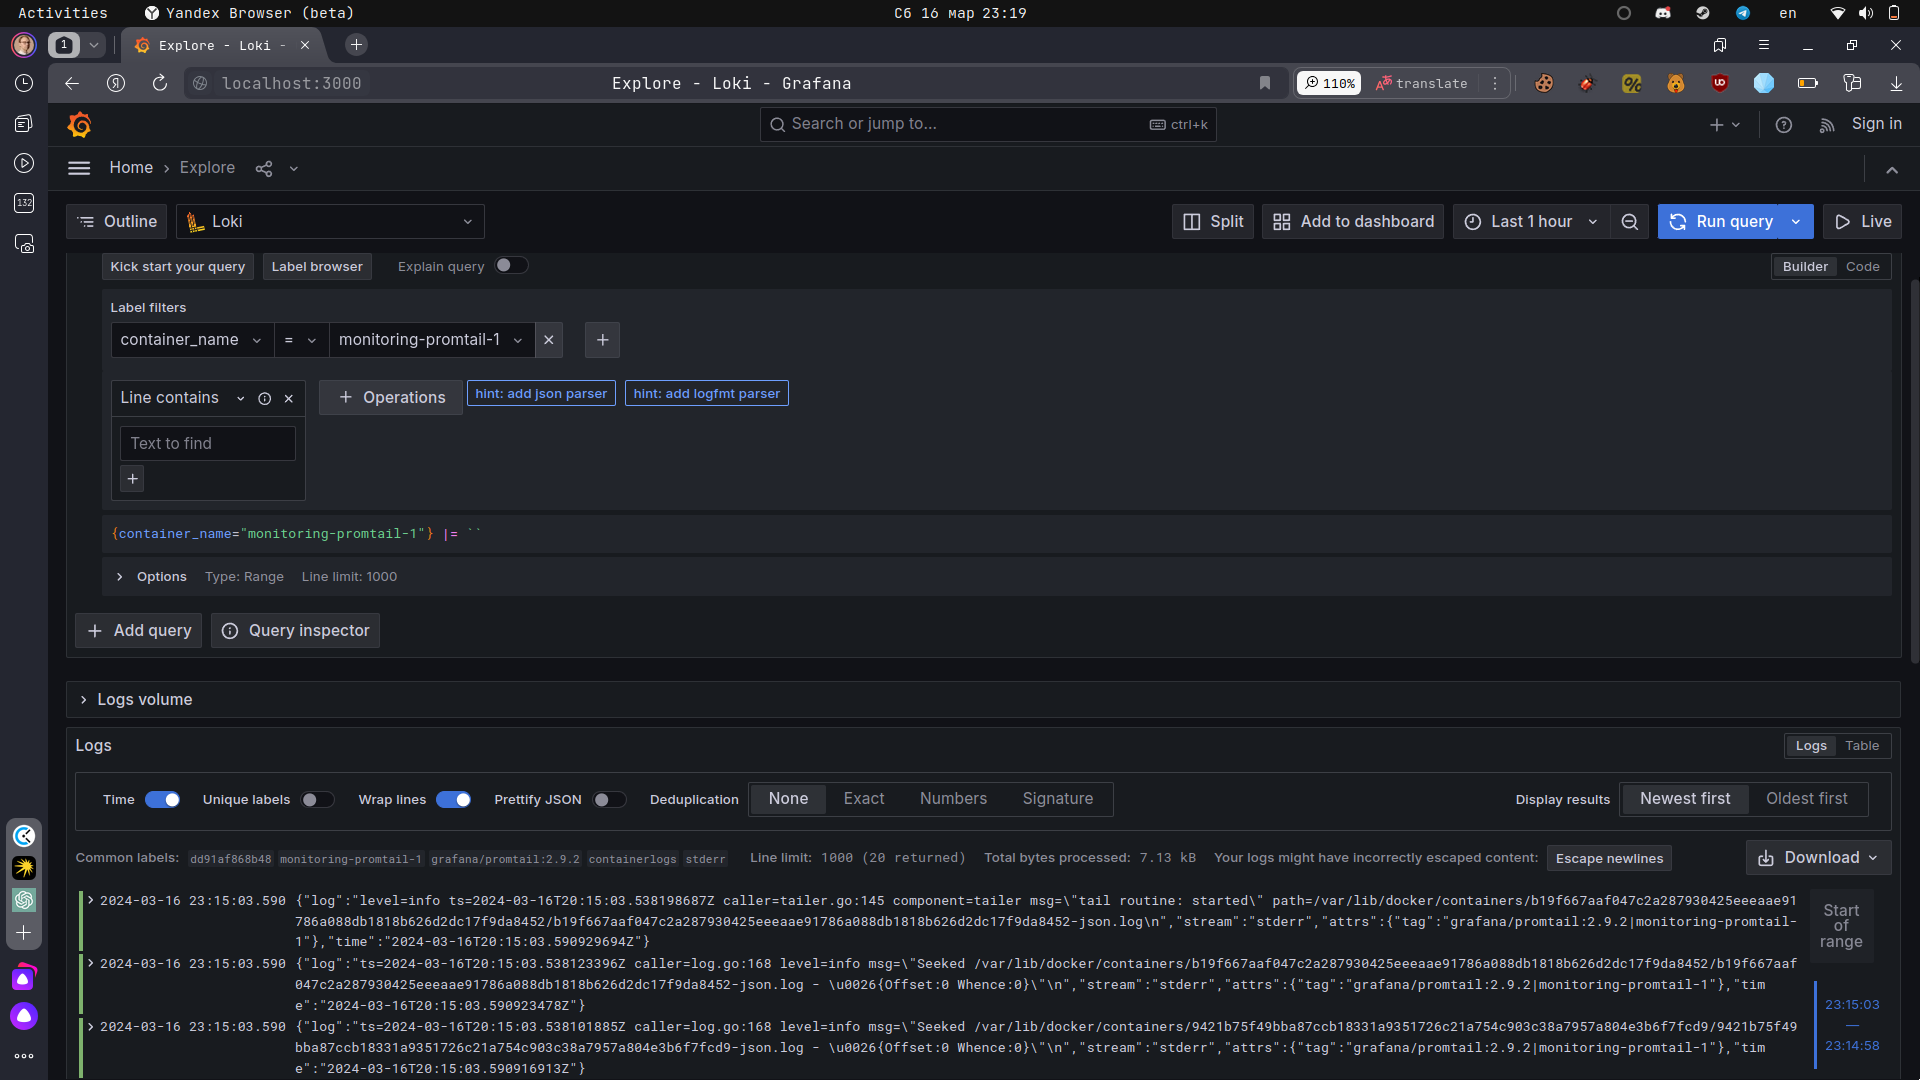 Activities
Yandex Browser (beta)
Сб 16 мар 23:19
en
1
Explore - Loki -
localhost:3000
Explore - Loki - Grafana
110%
translate
Search or jump to...
ctrl+k
Sign in
Home › Explore
132
Outline
Loki
Split
Add to dashboard
Last 1 hour
Run query
Live
Kick start your query
Label browser
Explain query
Builder
Code
Label filters
container_name
=
monitoring-promtail-1
Line contains
Operations
hint: add json parser
hint: add logfmt parser
Text to find
{container_name="monitoring-promtail-1"} |= ``
Options
Type: Range
Line limit: 1000
Add query
Query inspector
Logs volume
Logs
Logs
Table
Time
Unique labels
Wrap lines
Prettify JSON
Deduplication
None
Exact
Numbers
Signature
Display results
Newest first
Oldest first
Common labels: dd91af868b48 monitoring-promtail-1 grafana/promtail:2.9.2 containerlogs stderr
Line limit: 1000 (20 returned)
Total bytes processed: 7.13 kB
Your logs might have incorrectly escaped content:
Escape newlines
Download
2024-03-16 23:15:03.590 {"log":"level=info ts=2024-03-16T20:15:03.538198687Z caller=tailer.go:145 component=tailer msg=\"tail routine: started\" path=/var/lib/docker/containers/b19f667aaf047c2a287930425eeeaae91
786a088db1818b626d2dc17f9da8452/b19f667aaf047c2a287930425eeeaae91786a088db1818b626d2dc17f9da8452-json.log\n","stream":"stderr","attrs":{"tag":"grafana/promtail:2.9.2|monitoring-promtail-
1"},"time":"2024-03-16T20:15:03.590929694Z"}
2024-03-16 23:15:03.590 {"log":"ts=2024-03-16T20:15:03.538123396Z caller=log.go:168 level=info msg=\"Seeked /var/lib/docker/containers/b19f667aaf047c2a287930425eeeaae91786a088db1818b626d2dc17f9da8452/b19f667aaf
047c2a287930425eeeaae91786a088db1818b626d2dc17f9da8452-json.log - \u0026{Offset:0 Whence:0}\"\n","stream":"stderr","attrs":{"tag":"grafana/promtail:2.9.2|monitoring-promtail-1"},"tim
e":"2024-03-16T20:15:03.590923478Z"}
2024-03-16 23:15:03.590 {"log":"ts=2024-03-16T20:15:03.538101885Z caller=log.go:168 level=info msg=\"Seeked /var/lib/docker/containers/9421b75f49bba87ccb18331a9351726c21a754c903c38a7957a804e3b6f7fcd9/9421b75f49
bba87ccb18331a9351726c21a754c903c38a7957a804e3b6f7fcd9-json.log - \u0026{Offset:0 Whence:0}\"\n","stream":"stderr","attrs":{"tag":"grafana/promtail:2.9.2|monitoring-promtail-1"},"tim
e":"2024-03-16T20:15:03.590916913Z"}
Start
of
range
23:15:03
—
23:14:58